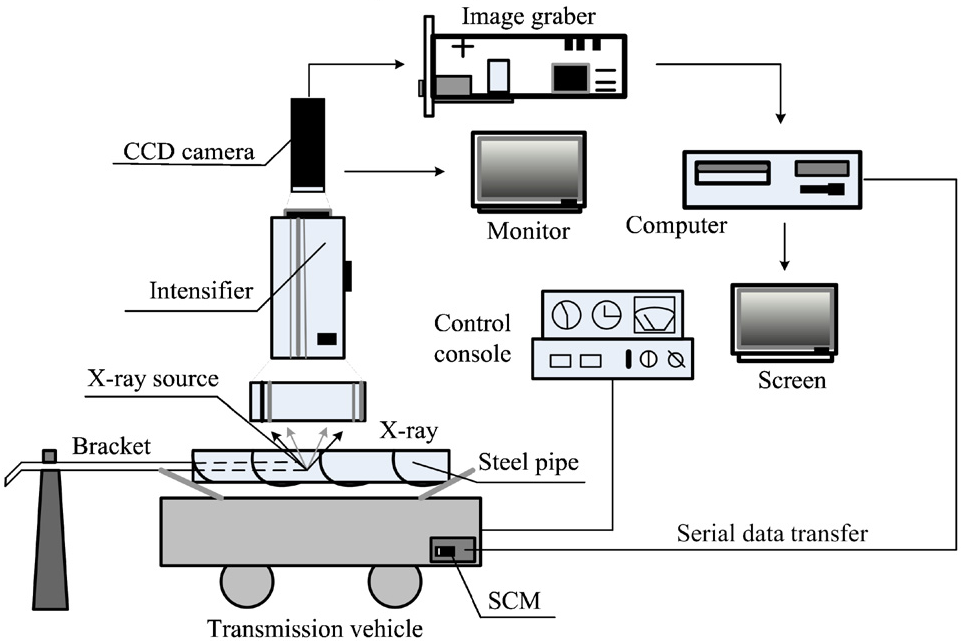 Image graber
CCD camera
Monitor
Computer
Intensifier
Control
console
Screen
X-ray source
X-ray
Bracket
Steel pipe
Serial data transfer
SCM
Transmission vehicle